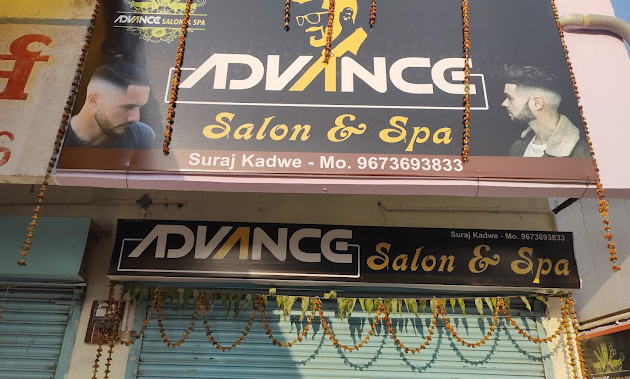 ADVANCE SALON & SPA
ADVANCE
Salon & Spa
Suraj Kadwe - Mo. 9673693833
Suraj Kadwe - Mo. 9673693833
ADVANCE Salon & Spa